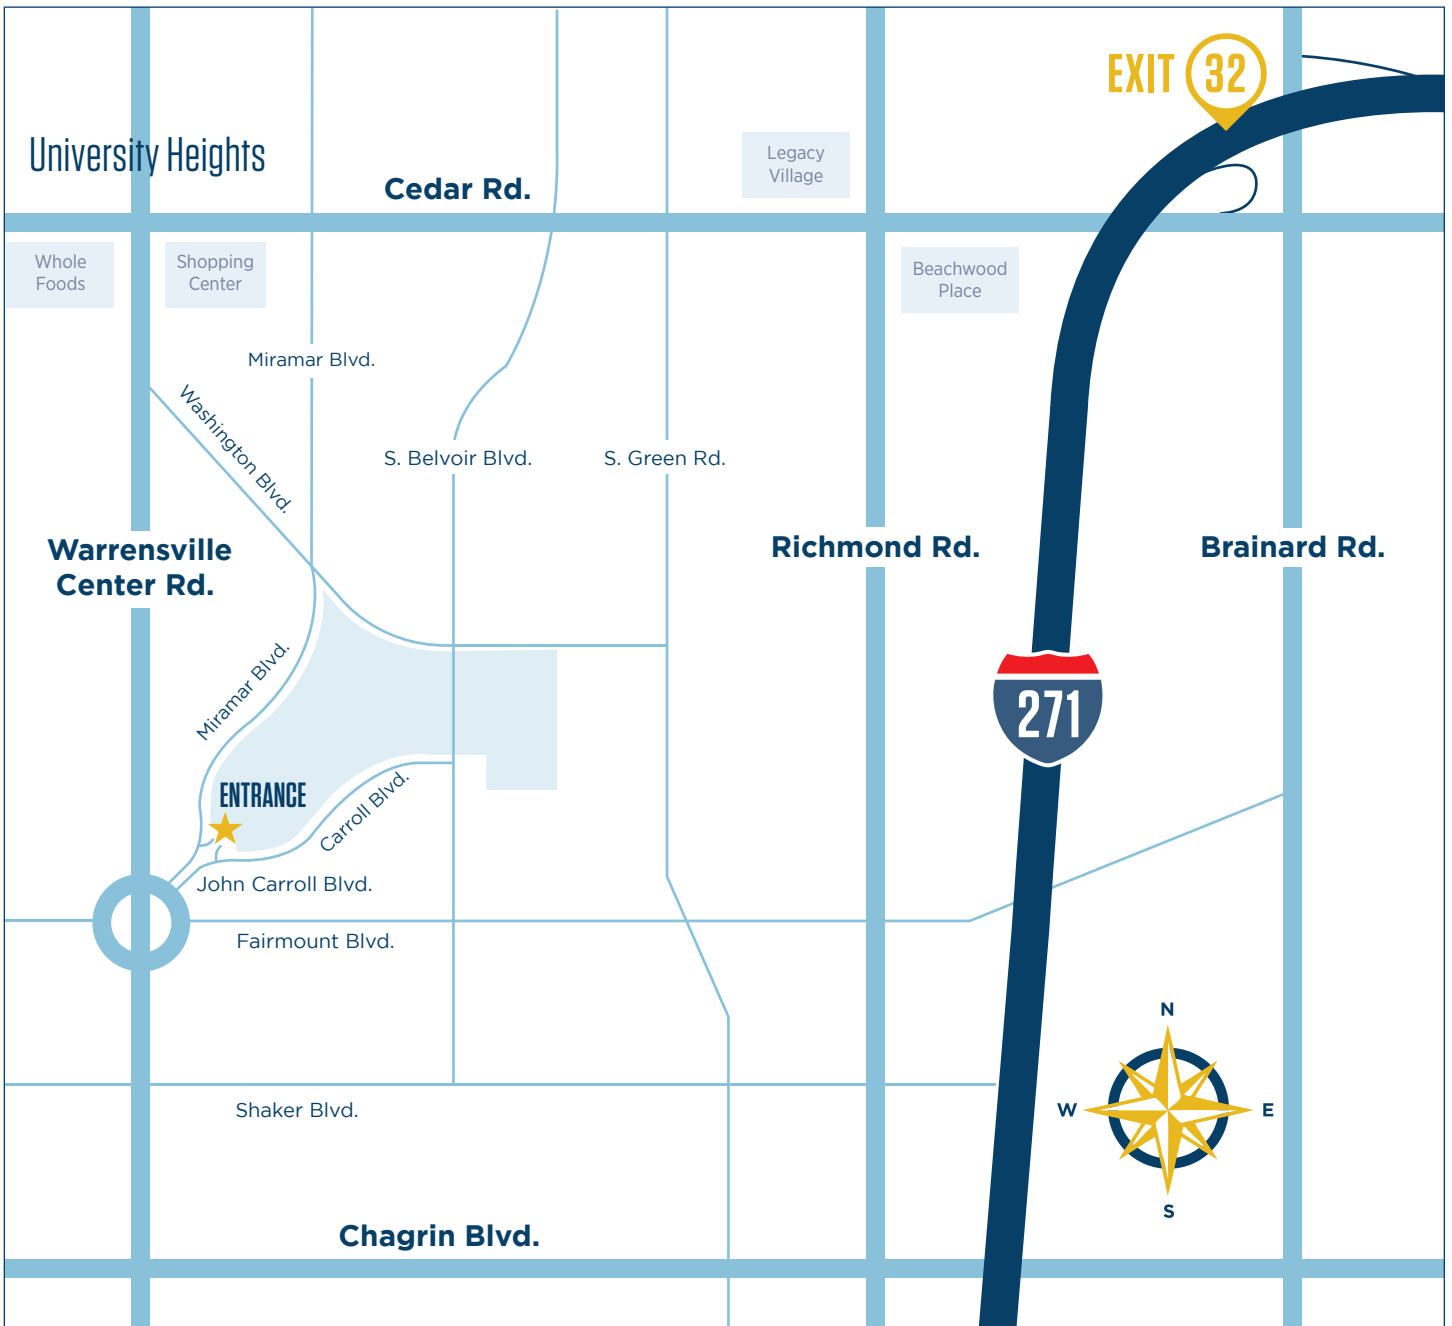 EXIT 32
University Heights
Legacy
Village
Cedar Rd.
Whole
Foods
Shopping
Center
Beachwood
Place
Miramar Blvd.
Washington Blvd.
S. Belvoir Blvd.
S. Green Rd.
Warrensville
Center Rd.
Richmond Rd.
Brainard Rd.
Miramar Blvd.
271
ENTRANCE
Carroll Blvd.
John Carroll Blvd.
Fairmount Blvd.
N
W
E
S
Shaker Blvd.
Chagrin Blvd.